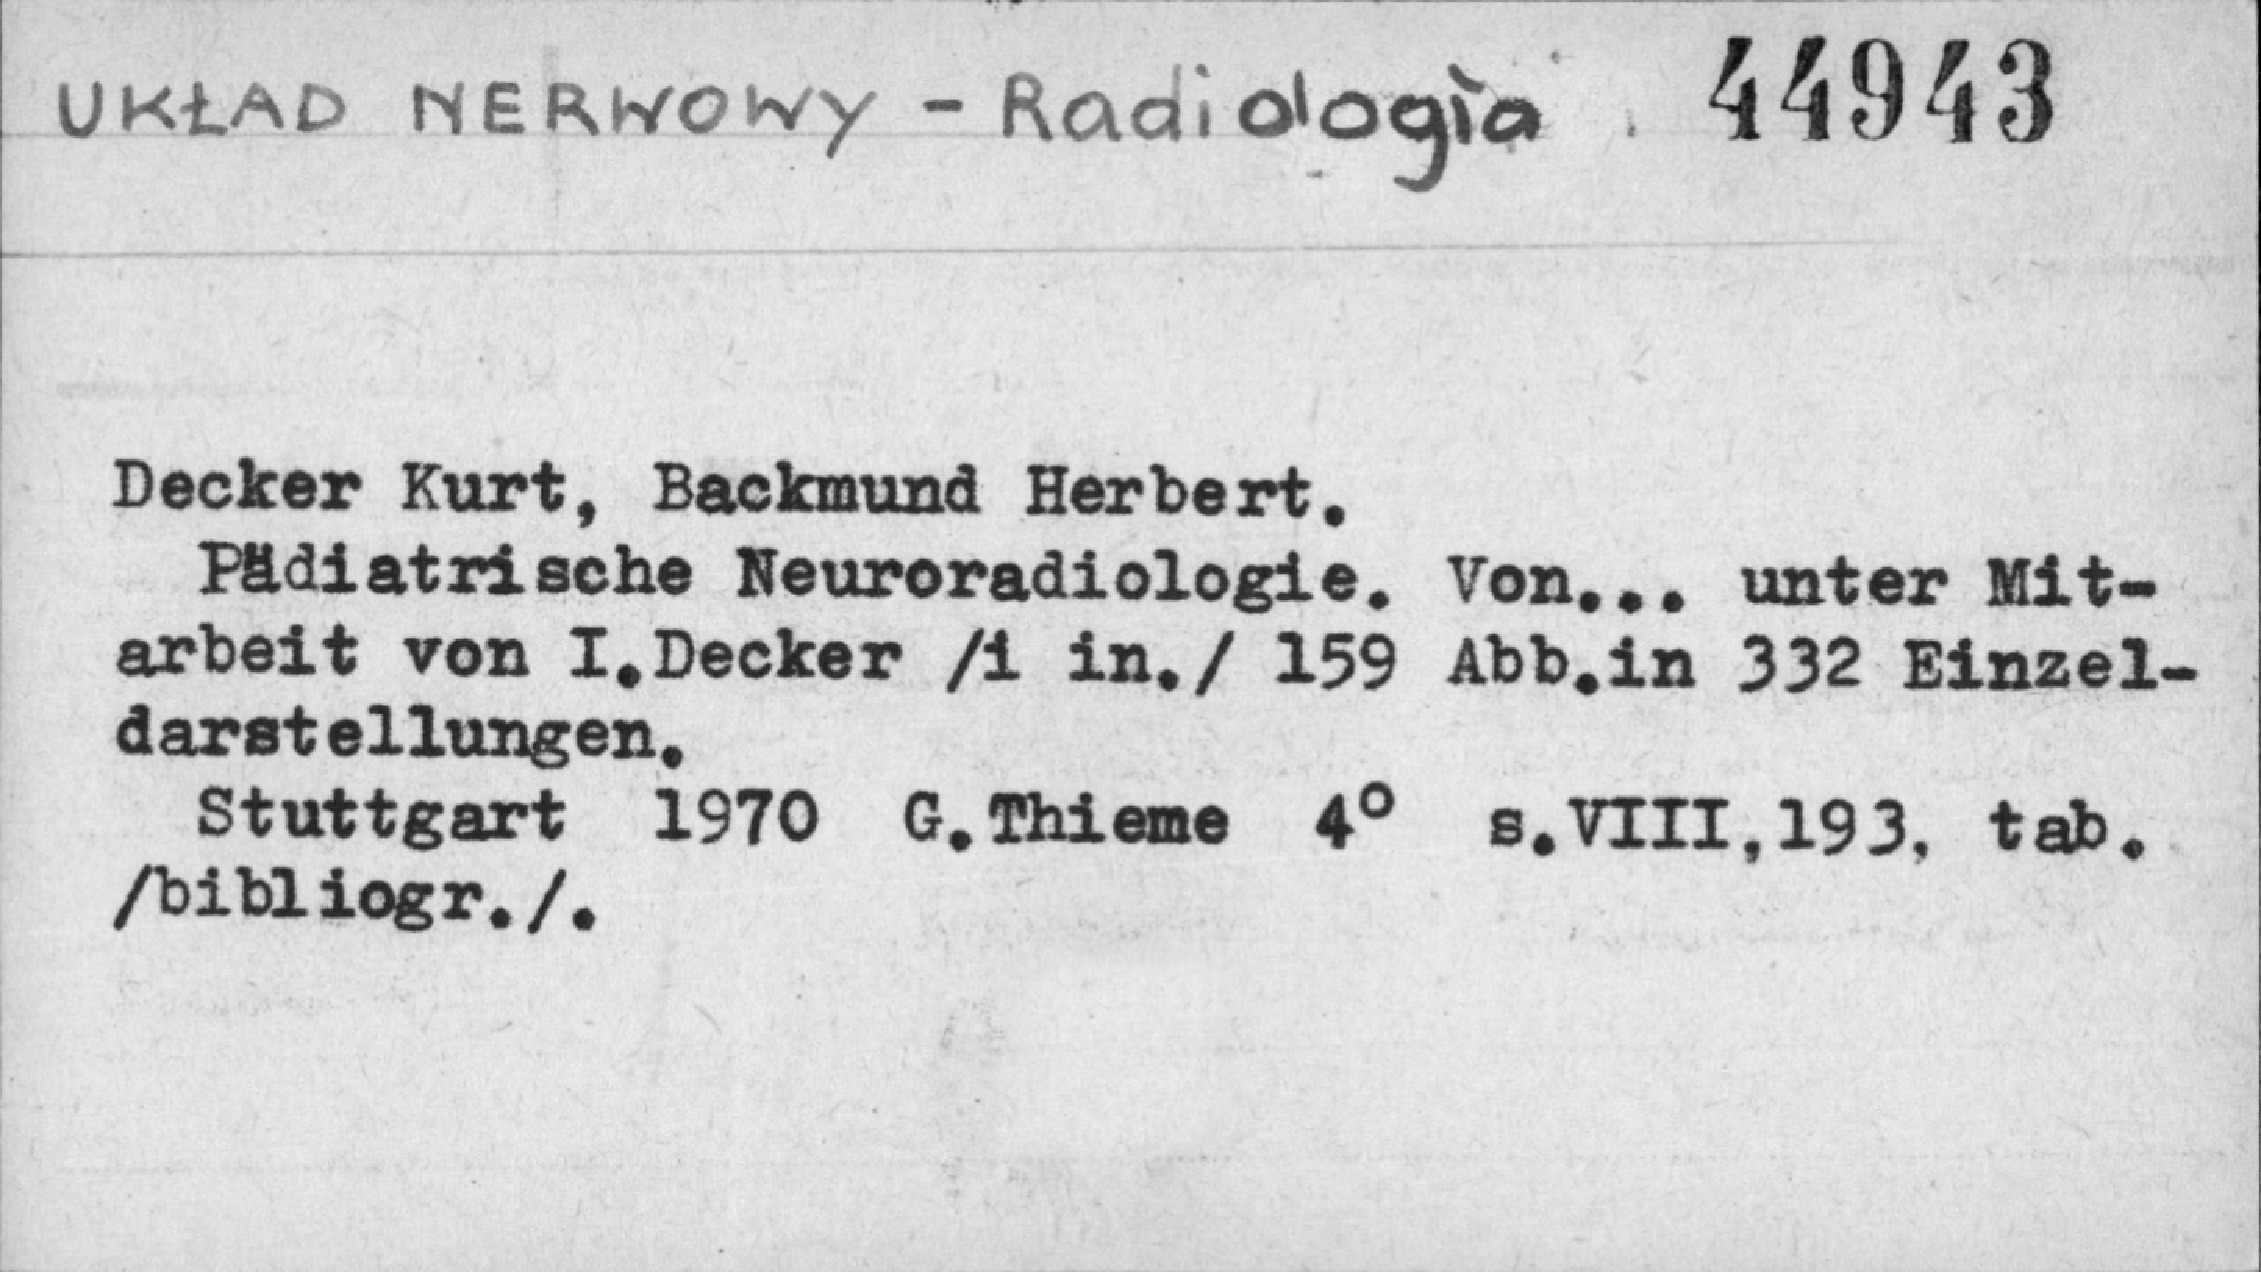 UKŁAD NERWOWY - Radiologia 44943
Decker Kurt, Backmund Herbert.
Pädiatrische Neuroradiologie. Von... unter Mit-
arbeit von I.Decker /i in./ 159 Abb.in 332 Einzel-
darstellungen.
Stuttgart 1970 G.Thieme 4° s.VIII,193, tab.
/bibliogr./.